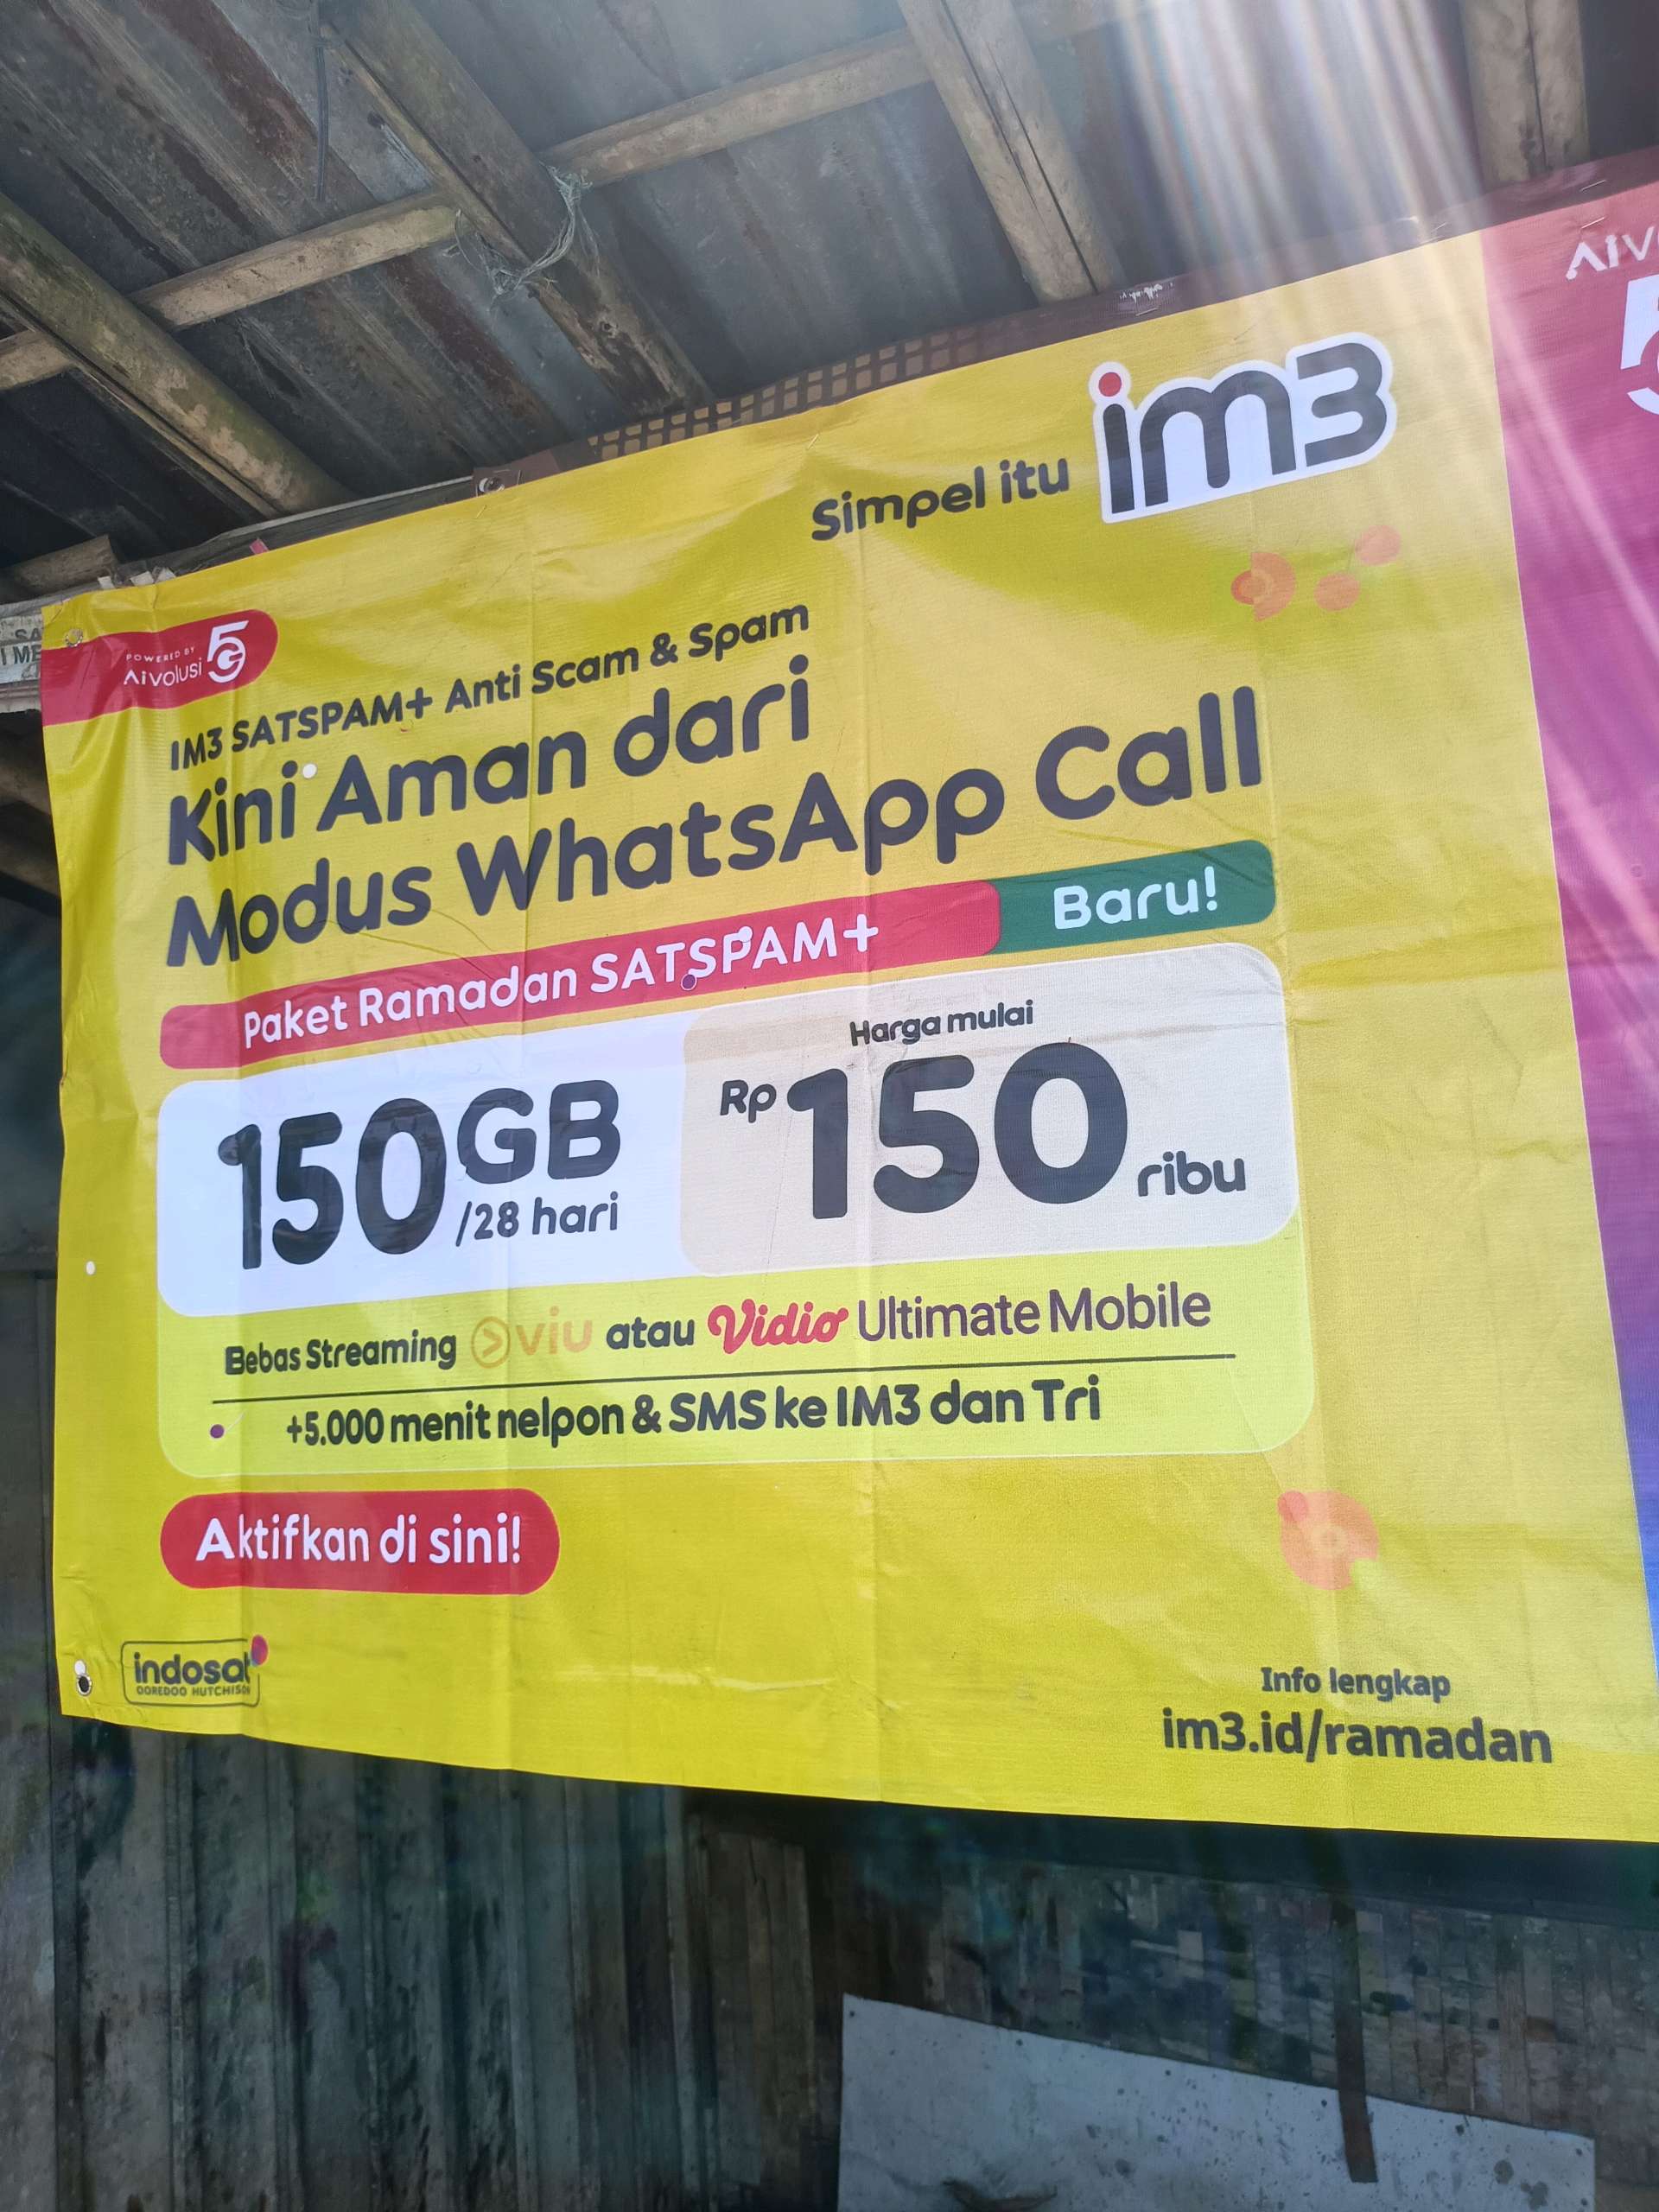 Simpel itu im3
POWERED BY
AIvolusi 5G
IM3 SATSPAM+ Anti Scam & Spam
Kini Aman dari
Modus WhatsApp Call
Paket Ramadan SATSPAM+
Baru!
150GB
/28 hari
Harga mulai
Rp150 ribu
Bebas Streaming viu atau Vidio Ultimate Mobile
+5.000 menit nelpon & SMS ke IM3 dan Tri
Aktifkan di sini!
indosat
OOREDOO HUTCHISON
Info lengkap
im3.id/ramadan